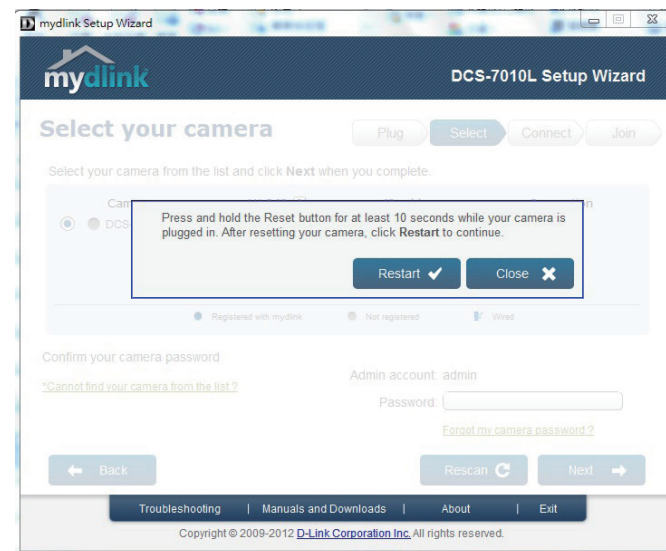 mydlink Setup Wizard
mydlink
DCS-7010L Setup Wizard
Select your camera
Plug
Select
Connect
Join
Select your camera from the list and click Next when you complete.
DCS
Press and hold the Reset button for at least 10 seconds while your camera is
plugged in. After resetting your camera, click Restart to continue.
Restart
Close
Registered with mydlink
Not registered
Wired
Confirm your camera password
*Cannot find your camera from the list ?
Admin account: admin
Password:
Forgot my camera password ?
Back
Rescan
Next
Troubleshooting | Manuals and Downloads | About | Exit
Copyright © 2009-2012 D-Link Corporation Inc. All rights reserved.